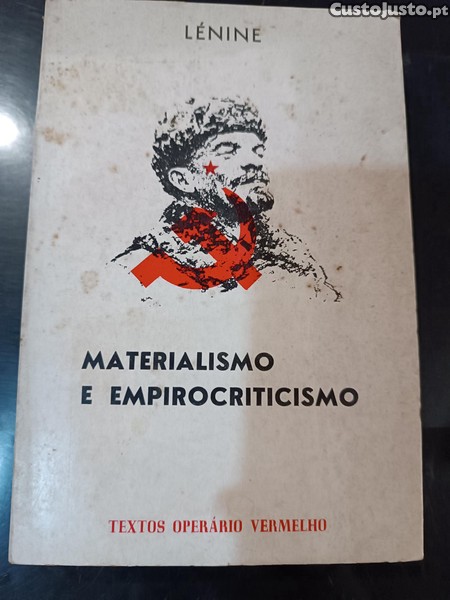 CustoJusto.pt
LÉNINE
MATERIALISMO
E EMPIROCRITICISMO
TEXTOS OPERÁRIO VERMELHO